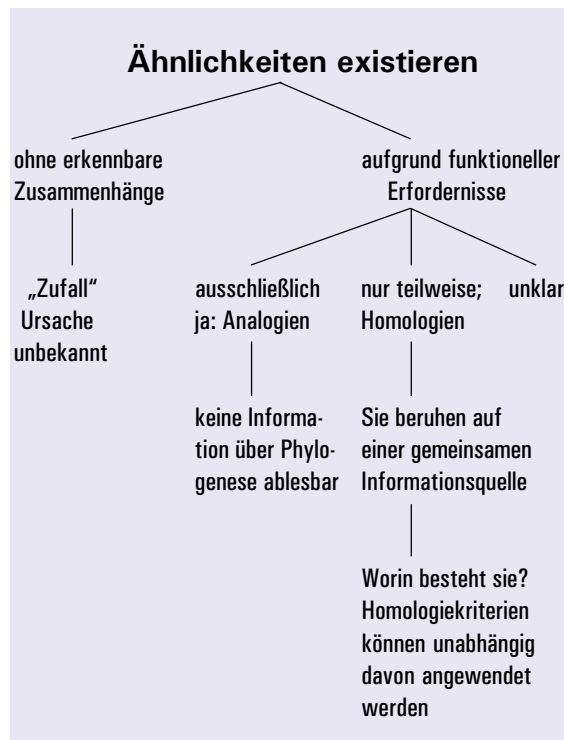 Ähnlichkeiten existieren
ohne erkennbare
Zusammenhänge
aufgrund funktioneller
Erfordernisse
„Zufall“
Ursache
unbekannt
ausschließlich
ja: Analogien
nur teilweise;
Homologien
unklar
keine Informa-
tion über Phylo-
genese ablesbar
Sie beruhen auf
einer gemeinsamen
Informationsquelle
Worin besteht sie?
Homologiekriterien
können unabhängig
davon angewendet
werden